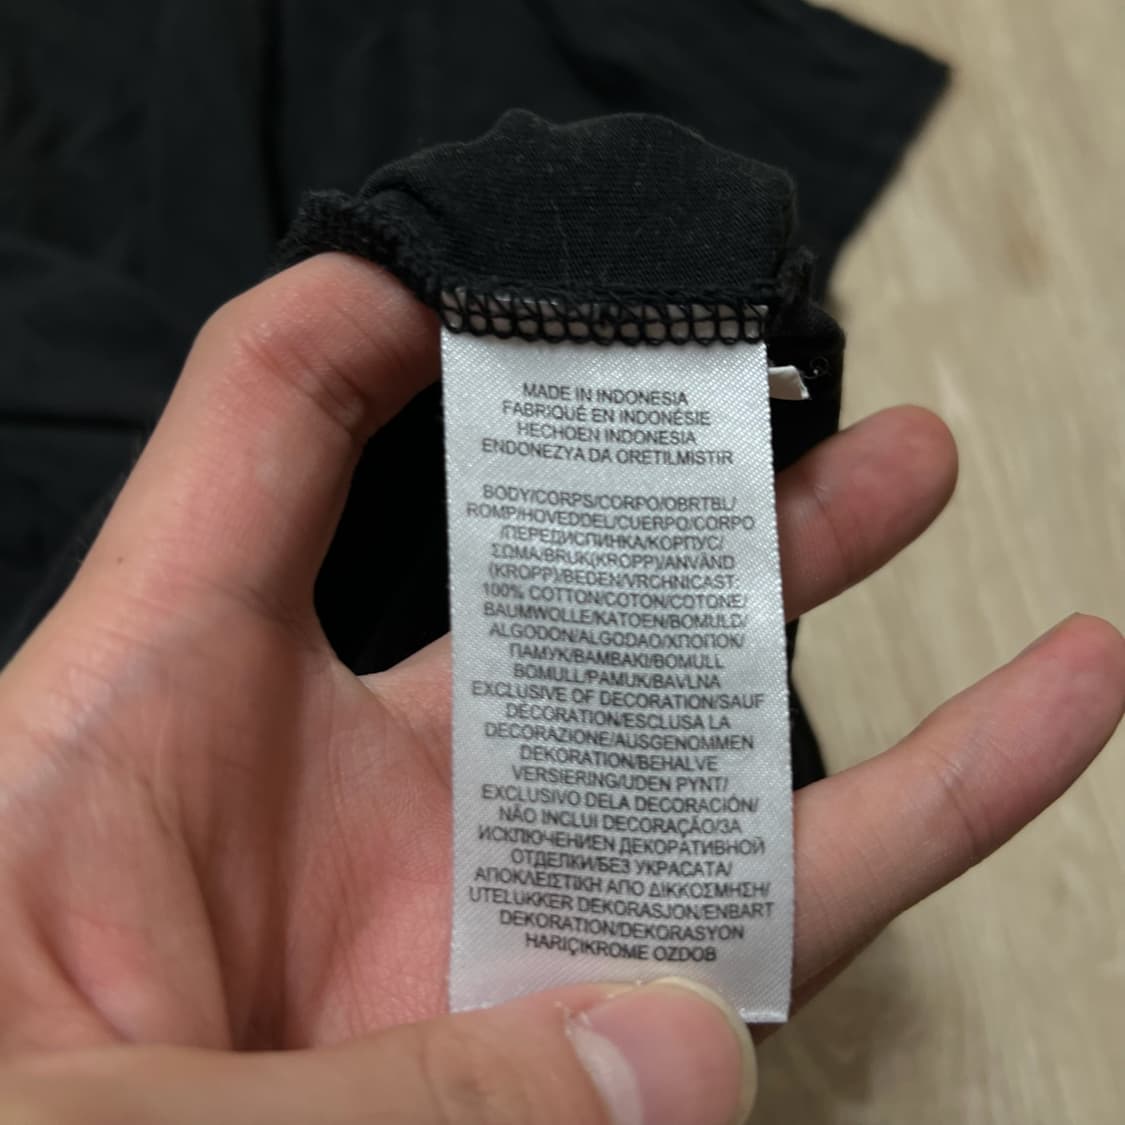 MADE IN INDONESIA
FABRIQUÉ EN INDONÉSIE
HECHOEN INDONESIA
ENDONEZYA DA ORETILMISTIR
BODY/CORPS/CORPO/OBRTBL/
ROMP/HOVEDDEL/CUERPO/CORPO
/ПЕРЕДИСПИНКА/КОРПУС/
ΣΩΜΑ/BRUK(KROPP)/ANVÄND
(KROPP)/BEDEN/VRCHNICAST:
100% COTTON/COTON/COTONE/
BAUMWOLLE/KATOEN/BOMULD/
ALGODON/ALGODAO/ХПОПОК/
ПАМУК/BAMBAKI/BOMULL
BOMULL/PAMUK/BAVLNA
EXCLUSIVE OF DECORATION/SAUF
DÉCORATION/ESCLUSA LA
DECORAZIONE/AUSGENOMMEN
DEKORATION/BEHALVE
VERSIERING/UDEN PYNT/
EXCLUSIVO DELA DECORACIÓN/
NÃO INCLUI DECORAÇÃO/ЗА
ИСКЛЮЧЕНИЕН ДЕКОРАТИВНОЙ
ОТДЕЛКИ/БЕЗ УКРАСАТА/
ΑΠΟΚΛΕΙΣΤΙΚΗ ΑΠΟ ΔΙΚΚΟΣΜΗΣΗ/
UTELUKKER DEKORASJON/ENBART
DEKORATION/DEKORASYON
HARIÇIKROME OZDOB